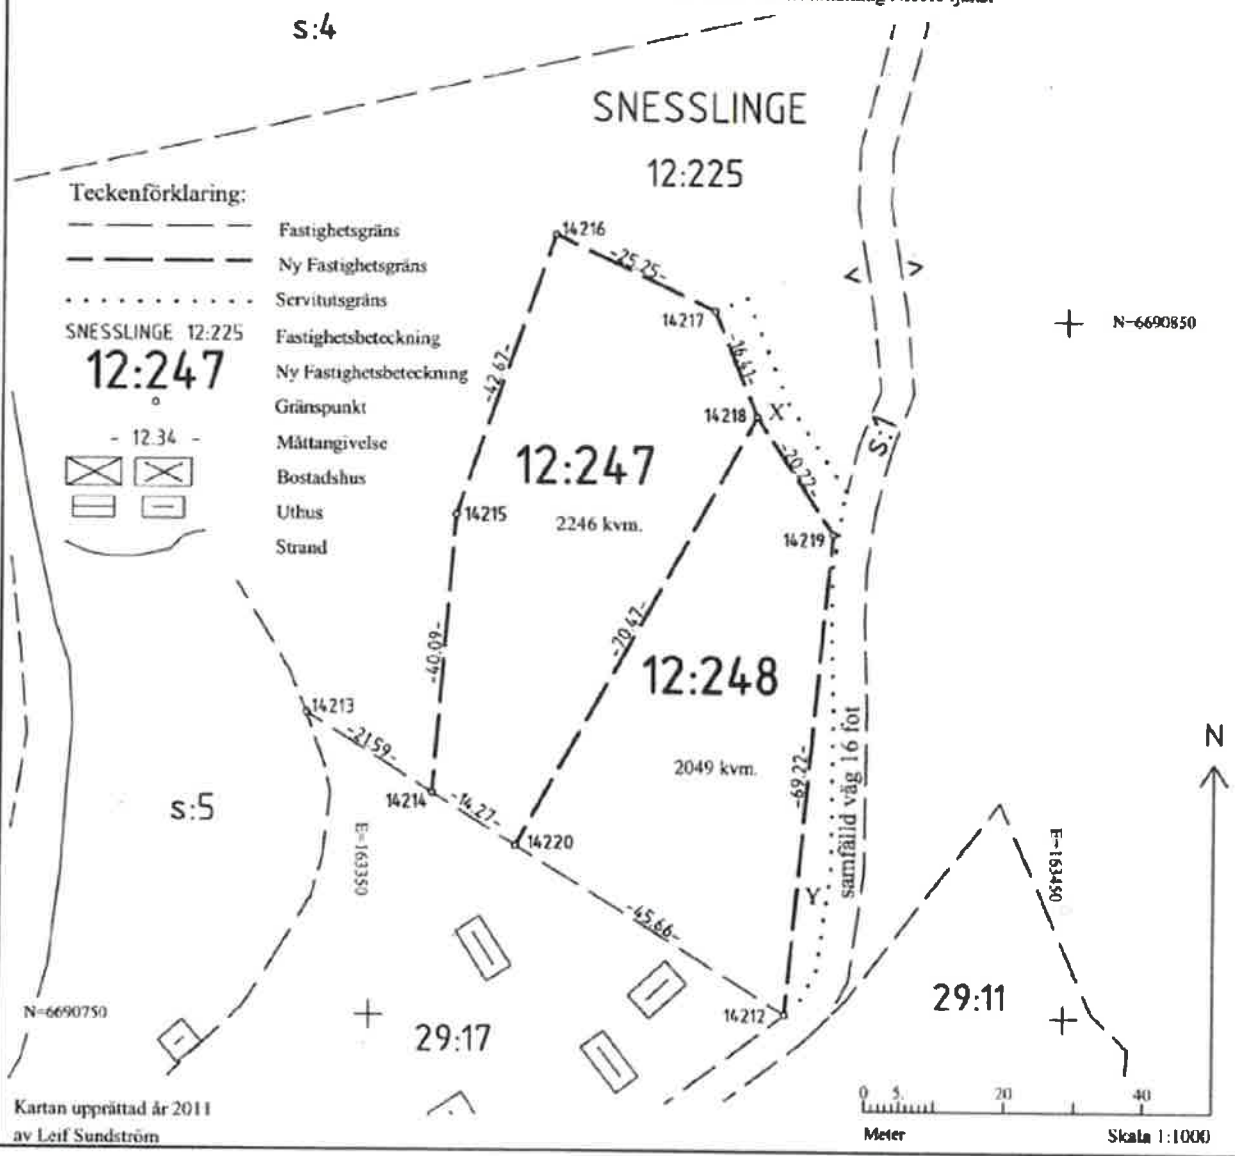 s:4
SNESSLINGE
12:225
Teckenförklaring:
Fastighetsgräns
Ny Fastighetsgräns
Servitutsgräns
SNESSLINGE 12:225
Fastighetsbeteckning
12:247
Ny Fastighetsbeteckning
Gränspunkt
- 12.34 -
Måttangivelse
Bostadshus
Uthus
Strand
14216
-25.25-
14217
-16.41-
-42.67-
14218
X
-20.22-
14219
12:247
2246 kvm.
14215
-40.09-
-70.47-
12:248
2049 kvm.
-69.22-
samfälld väg 16 fot
s:1
N=6690850
14213
-21.59-
14214
-14.27-
14220
-45.66-
Y
14212
s:5
E=163350
E=163450
N
N=6690750
29:17
29:11
0 5 20 40
Meter
Skala 1:1000
Kartan upprättad år 2011
av Leif Sundström